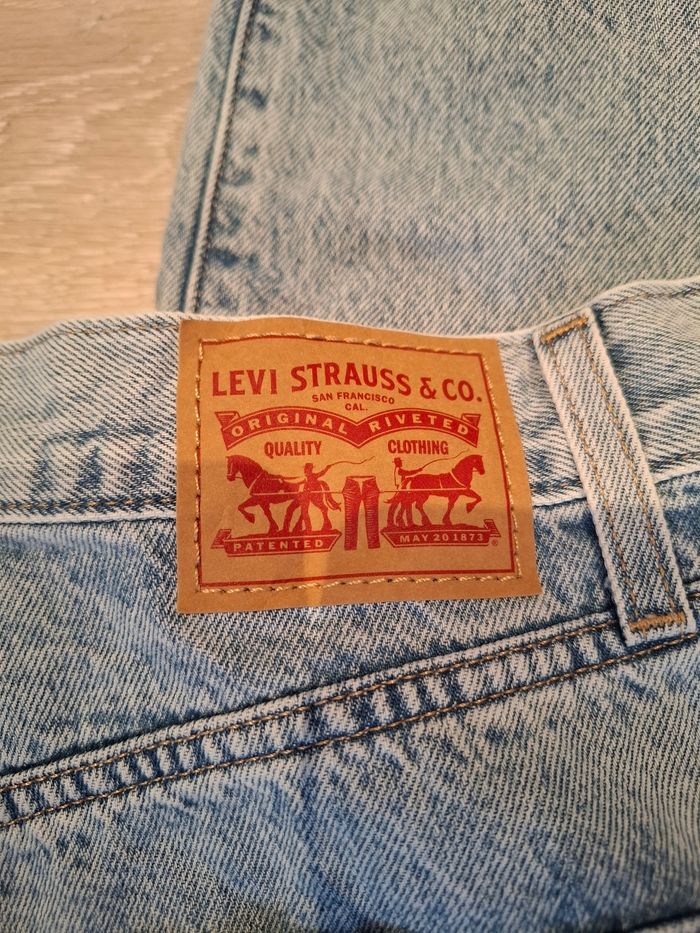 LEVI STRAUSS & CO.
SAN FRANCISCO
CAL.
ORIGINAL RIVETED
QUALITY CLOTHING
PATENTED MAY 20 1873 ®